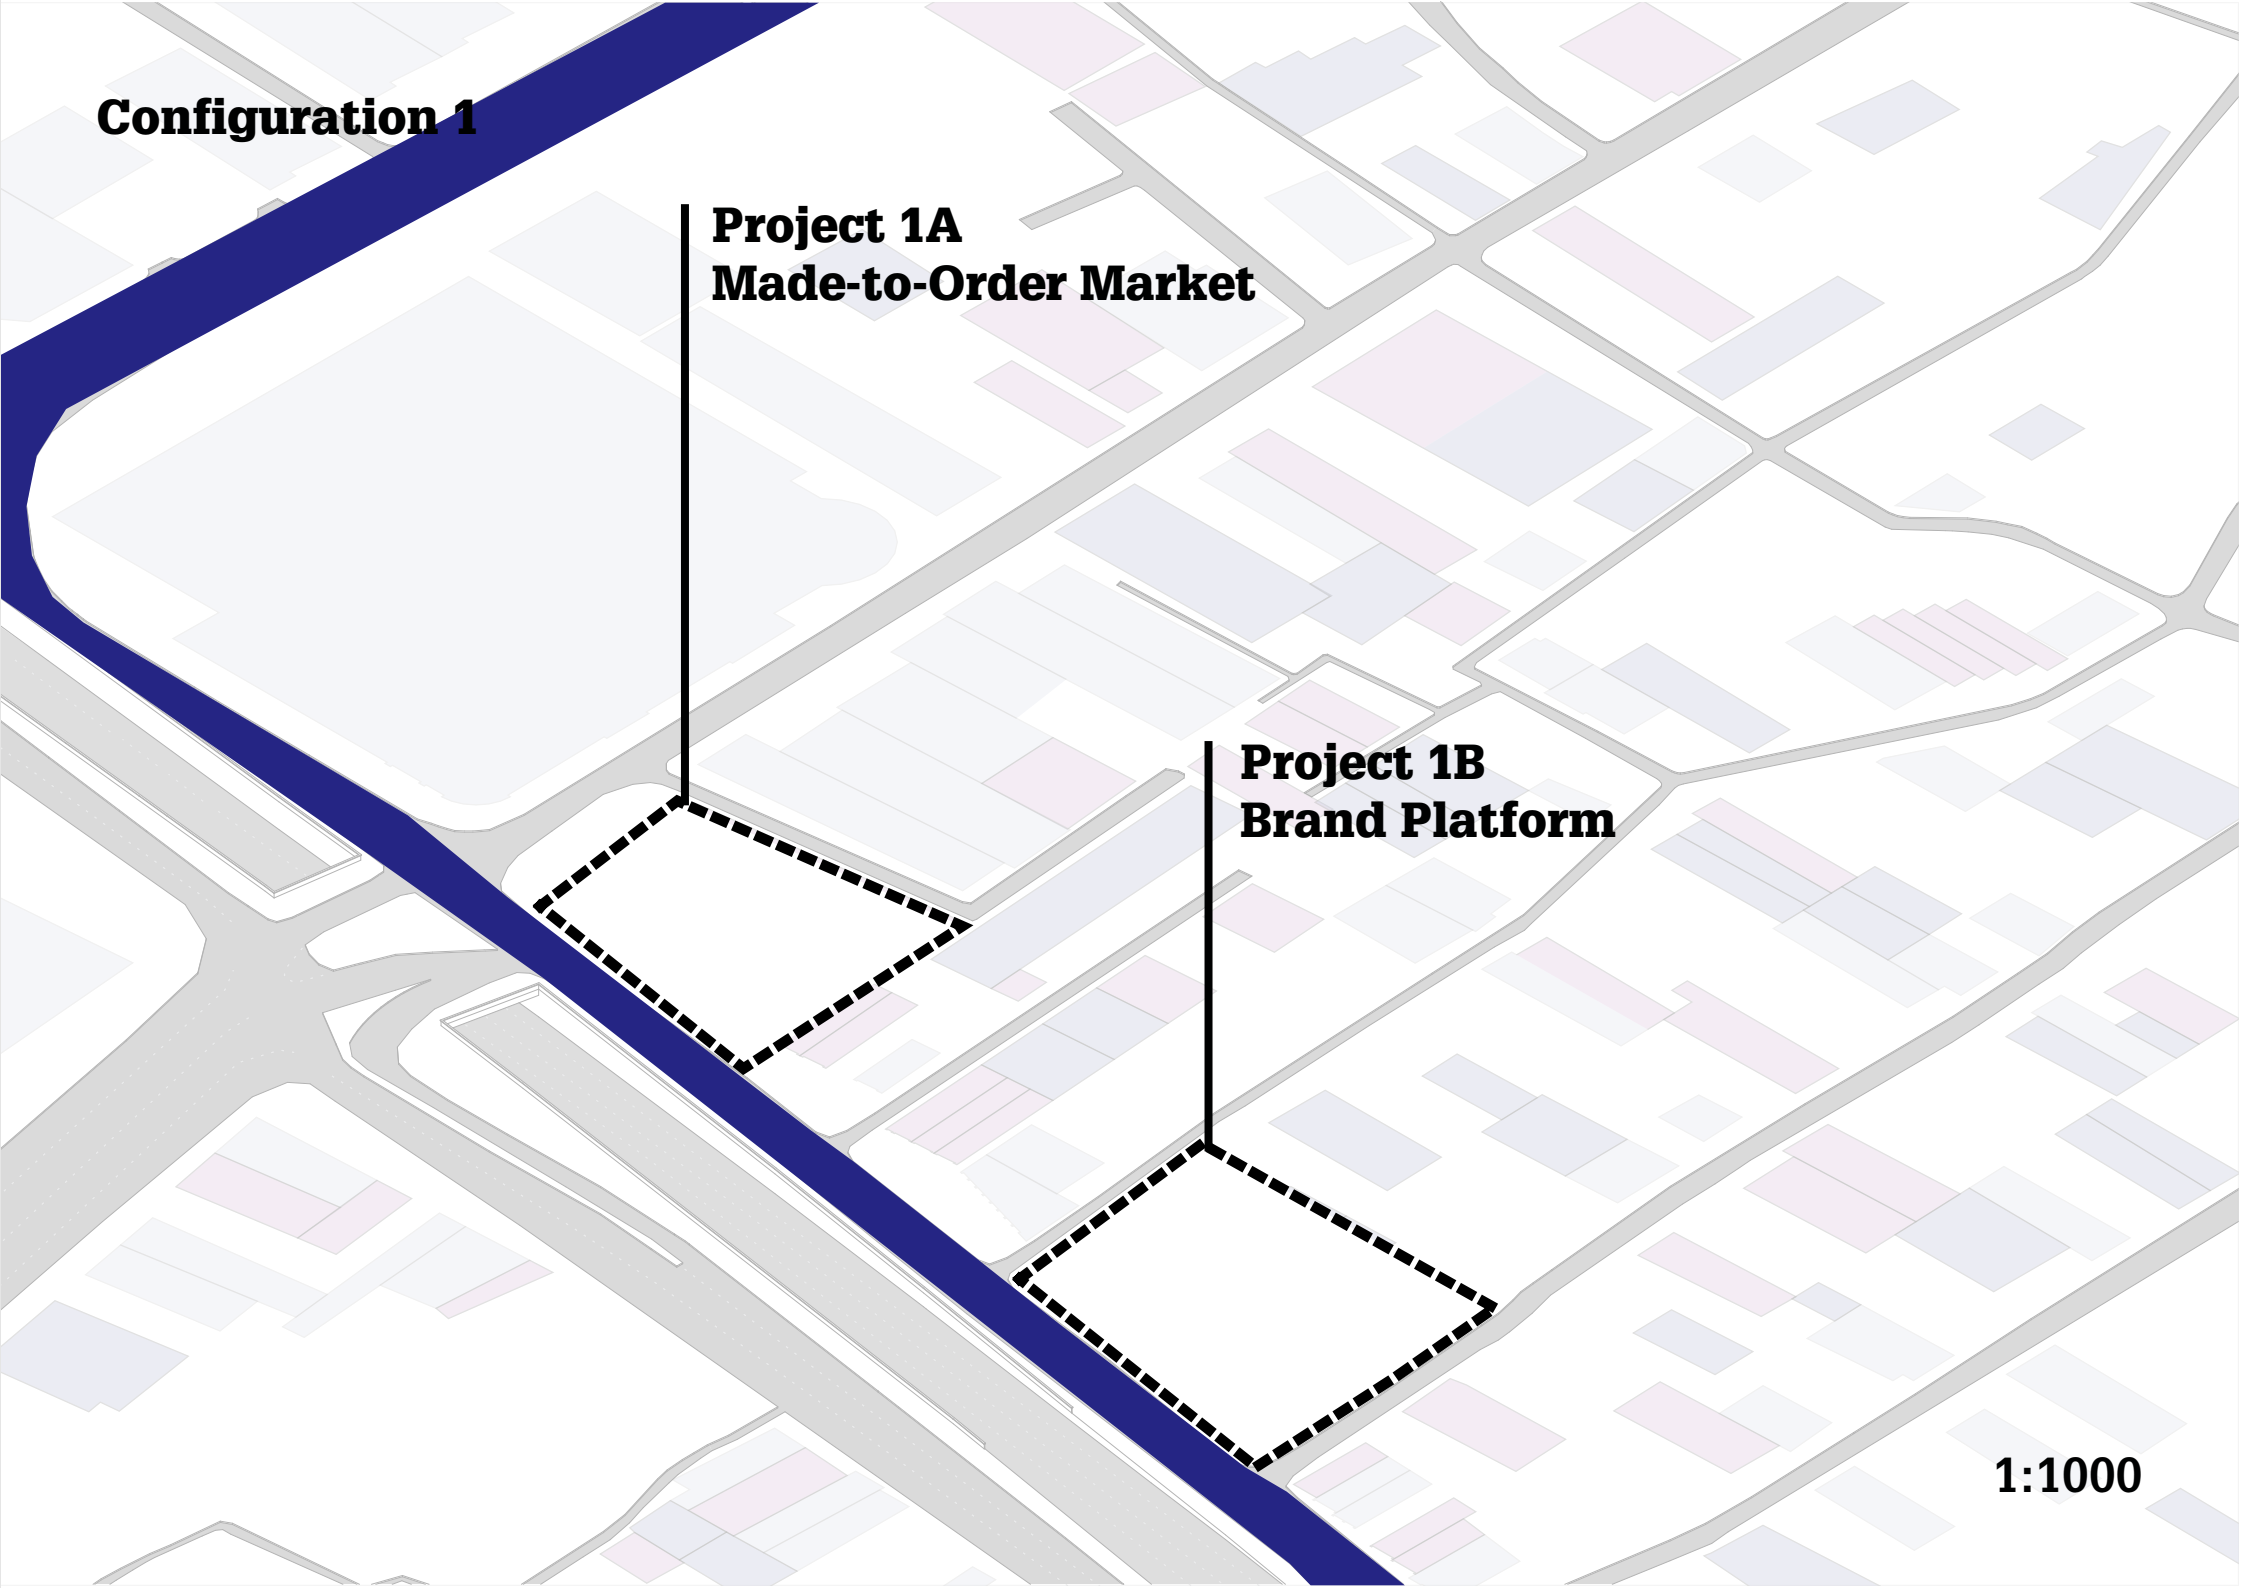 Configuration 1
Project 1A
Made-to-Order Market
Project 1B
Brand Platform
1:1000